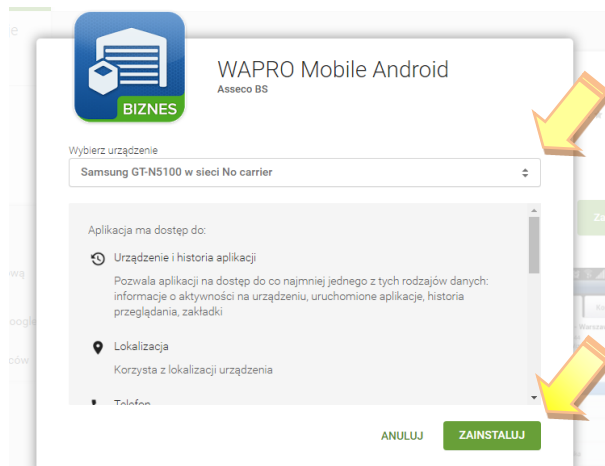 WAPRO Mobile Android
Asseco BS
BIZNES
Wybierz urządzenie
Samsung GT-N5100 w sieci No carrier
Aplikacja ma dostęp do:
Urządzenie i historia aplikacji
Pozwala aplikacji na dostęp do co najmniej jednego z tych rodzajów danych:
informacje o aktywności na urządzeniu, uruchomione aplikacje, historia
przeglądania, zakładki
Lokalizacja
Korzysta z lokalizacji urządzenia
Telefon
ANULUJ
ZAINSTALUJ